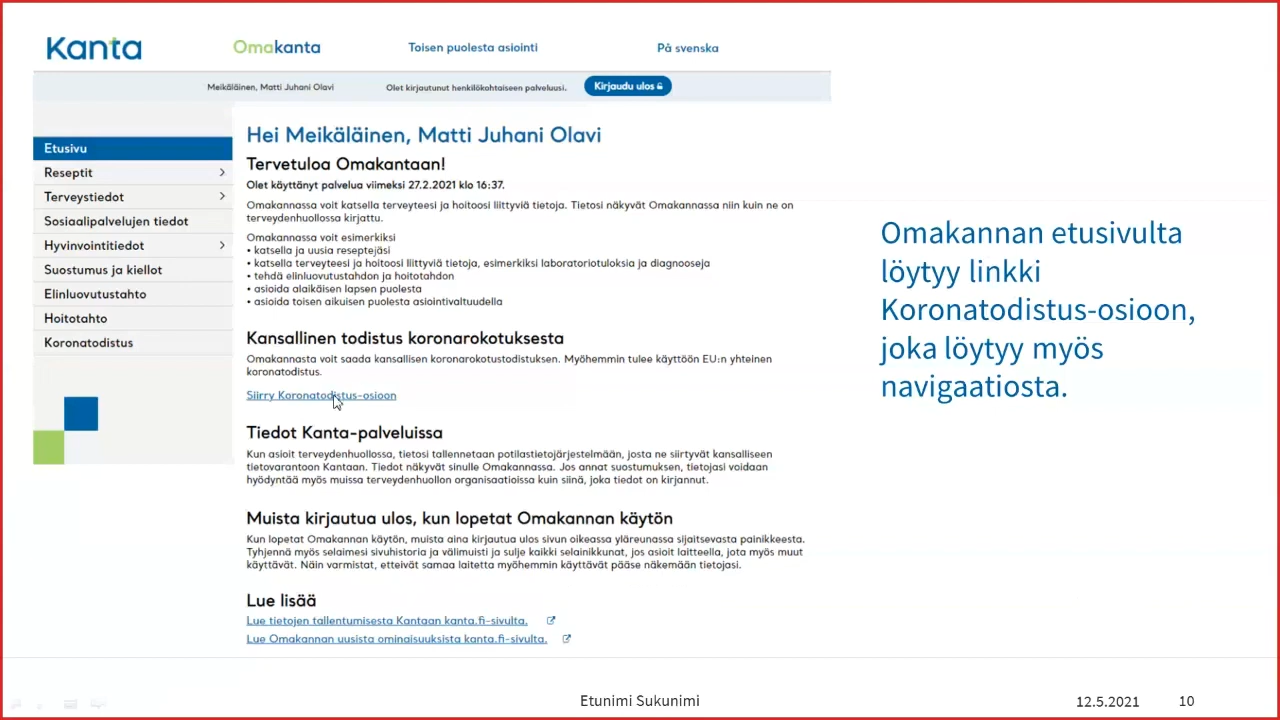 Kanta
Omakanta
Toisen puolesta asiointi
På svenska
Meikäläinen, Matti Juhani Olavi
Olet kirjautunut henkilökohtaiseen palveluusi.
Kirjaudu ulos
Etusivu
Reseptit
Terveystiedot
Sosiaalipalvelujen tiedot
Hyvinvointitiedot
Suostumus ja kiellot
Elinluovutustahto
Hoitotahto
Koronatodistus
Hei Meikäläinen, Matti Juhani Olavi
Tervetuloa Omakantaan!
Olet käyttänyt palvelua viimeksi 27.2.2021 klo 16:37.
Omakannassa voit katsella terveyteesi ja hoitoosi liittyviä tietoja. Tietosi näkyvät Omakannassa niin kuin ne on
terveydenhuollossa kirjattu.
Omakannassa voit esimerkiksi
• katsella ja uusia reseptejäsi
• katsella terveyteesi ja hoitoosi liittyviä tietoja, esimerkiksi laboratoriotuloksia ja diagnooseja
• tehdä elinluovutustahdon ja hoitotahdon
• asioida alaikäisen lapsen puolesta
• asioida toisen aikuisen puolesta asiointivaltuudella
Kansallinen todistus koronarokotuksesta
Omakannasta voit saada kansallisen koronarokotustodistuksen. Myöhemmin tulee käyttöön EU:n yhteinen
koronatodistus.
Siirry Koronatodistus-osioon
Tiedot Kanta-palveluissa
Kun asioit terveydenhuollossa, tietosi tallennetaan potilastietojärjestelmään, josta ne siirtyvät kansalliseen
tietovarantoon Kantaan. Tiedot näkyvät sinulle Omakannassa. Jos annat suostumuksen, tietojasi voidaan
hyödyntää myös muissa terveydenhuollon organisaatioissa kuin siinä, joka tiedot on kirjannut.
Muista kirjautua ulos, kun lopetat Omakannan käytön
Kun lopetat Omakannan käytön, muista aina kirjautua ulos sivun oikeassa yläreunassa sijaitsevasta painikkeesta.
Tyhjennä myös selaimesi sivuhistoria ja välimuisti ja sulje kaikki selainikkunat, jos asioit laitteella, jota myös muut
käyttävät. Näin varmistat, etteivät samaa laitetta myöhemmin käyttävät pääse näkemään tietojasi.
Lue lisää
Lue tietojen tallentumisesta Kantaan kanta.fi-sivulta.
Lue Omakannan uusista ominaisuuksista kanta.fi-sivulta.
Omakannan etusivulta
löytyy linkki
Koronatodistus-osioon,
joka löytyy myös
navigaatiosta.
Etunimi Sukunimi
12.5.2021
10